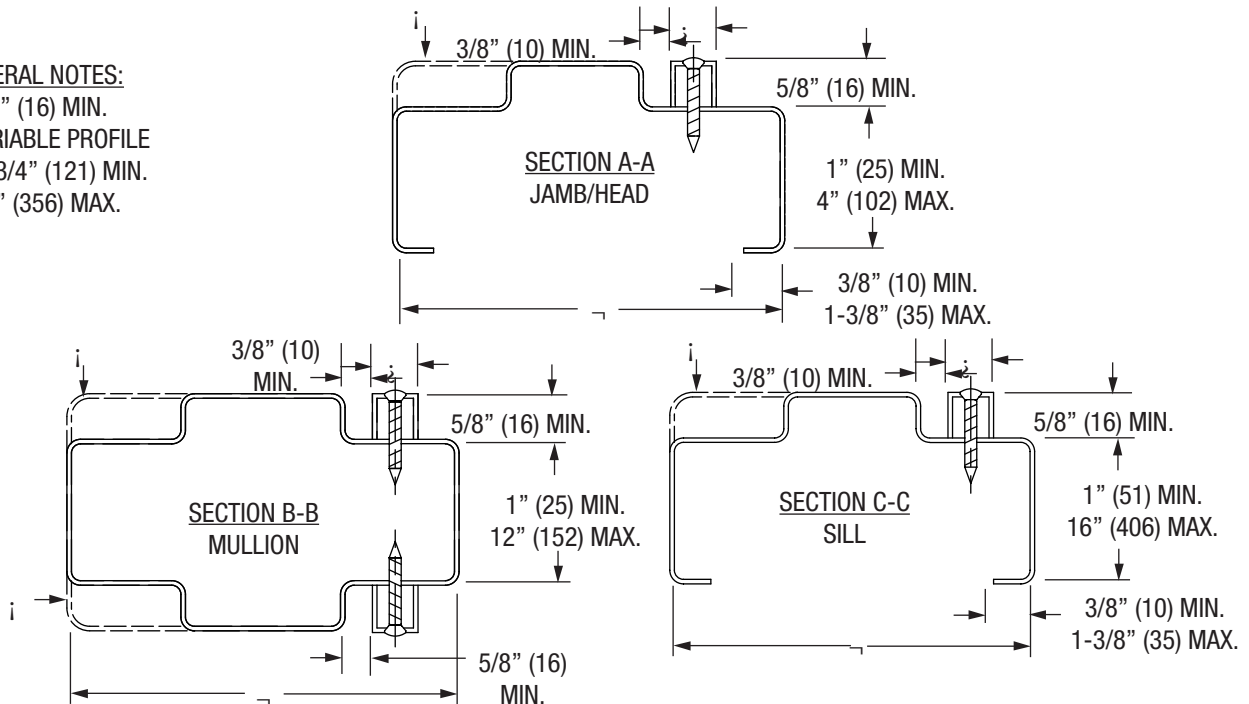 ERAL NOTES:
" (16) MIN.
RIABLE PROFILE
3/4" (121) MIN.
" (356) MAX.
¡
3/8" (10) MIN.
¿
5/8" (16) MIN.
SECTION A-A
JAMB/HEAD
1" (25) MIN.
4" (102) MAX.
3/8" (10) MIN.
1-3/8" (35) MAX.
¬
¡
3/8" (10)
MIN.
¿
5/8" (16) MIN.
SECTION B-B
MULLION
1" (25) MIN.
12" (152) MAX.
¡
5/8" (16)
MIN.
¬
¡
3/8" (10) MIN.
¿
5/8" (16) MIN.
SECTION C-C
SILL
1" (51) MIN.
16" (406) MAX.
3/8" (10) MIN.
1-3/8" (35) MAX.
¬